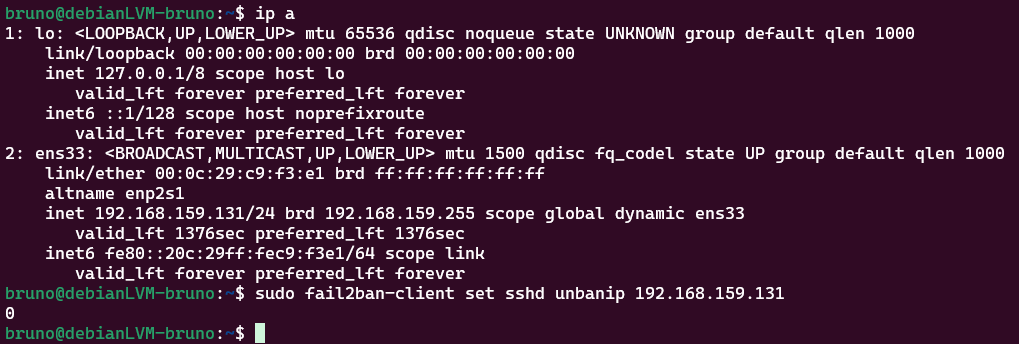 bruno@debianLVM-bruno:~$ ip a
1: lo: <LOOPBACK,UP,LOWER_UP> mtu 65536 qdisc noqueue state UNKNOWN group default qlen 1000
    link/loopback 00:00:00:00:00:00 brd 00:00:00:00:00:00
    inet 127.0.0.1/8 scope host lo
       valid_lft forever preferred_lft forever
    inet6 ::1/128 scope host noprefixroute
       valid_lft forever preferred_lft forever
2: ens33: <BROADCAST,MULTICAST,UP,LOWER_UP> mtu 1500 qdisc fq_codel state UP group default qlen 1000
    link/ether 00:0c:29:c9:f3:e1 brd ff:ff:ff:ff:ff:ff
    altname enp2s1
    inet 192.168.159.131/24 brd 192.168.159.255 scope global dynamic ens33
       valid_lft 1376sec preferred_lft 1376sec
    inet6 fe80::20c:29ff:fec9:f3e1/64 scope link
       valid_lft forever preferred_lft forever
bruno@debianLVM-bruno:~$ sudo fail2ban-client set sshd unbanip 192.168.159.131
0
bruno@debianLVM-bruno:~$